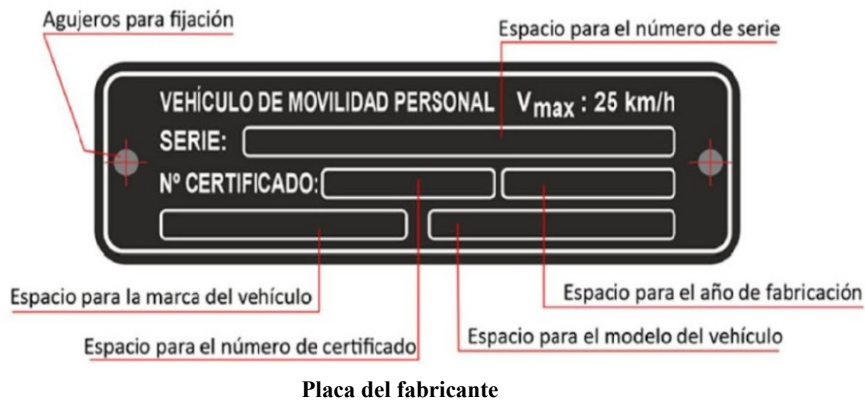 Agujeros para fijación
Espacio para el número de serie
VEHÍCULO DE MOVILIDAD PERSONAL Vmax : 25 km/h
SERIE:
Nº CERTIFICADO:
Espacio para la marca del vehículo
Espacio para el año de fabricación
Espacio para el número de certificado
Espacio para el modelo del vehículo
Placa del fabricante